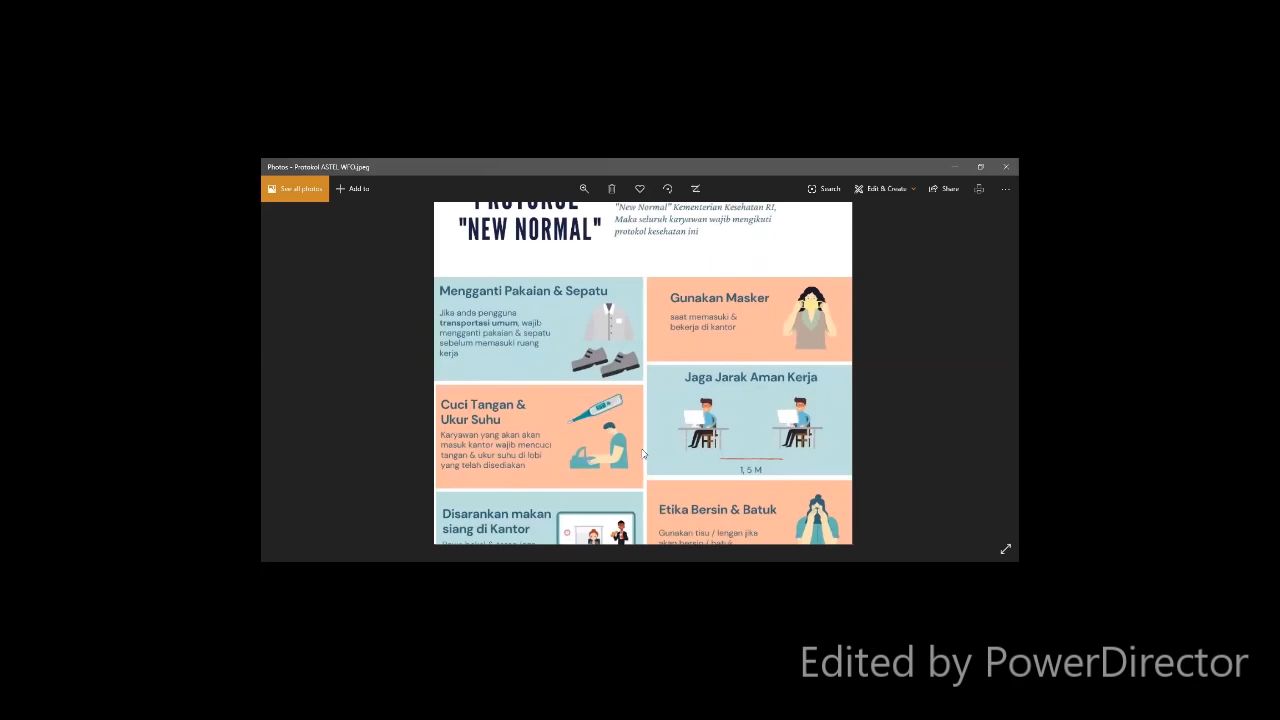 Photos - Protakol ASTEL WFO.jpeg
See all photos
Add to
Search
Edit & Create
Share
PROTOKOL
"NEW NORMAL"
"New Normal" Kementerian Kesehatan RI,
Maka seluruh karyawan wajib mengikuti
protokol kesehatan ini
Mengganti Pakaian & Sepatu
Jika anda pengguna
transportasi umum, wajib
mengganti pakaian & sepatu
sebelum memasuki ruang
kerja
Gunakan Masker
saat memasuki &
bekerja di kantor
Jaga Jarak Aman Kerja
1, 5 M
Cuci Tangan &
Ukur Suhu
Karyawan yang akan akan
masuk kantor wajib mencuci
tangan & ukur suhu di lobi
yang telah disediakan
Disarankan makan
siang di Kantor
Etika Bersin & Batuk
Gunakan tisu / lengan jika
akan bersin / batuk
Edited by PowerDirector